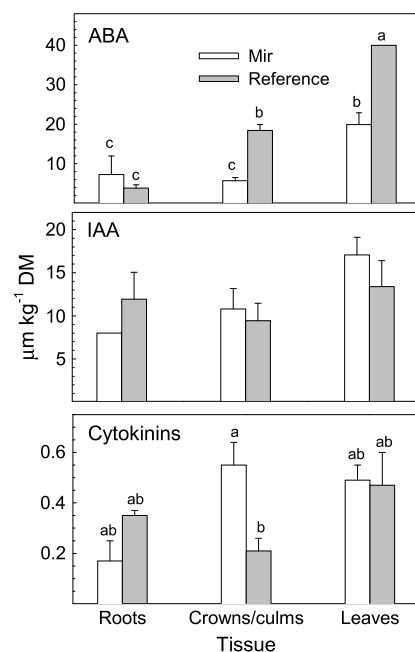 ABA
Mir
Reference
40
30
20
10
c
c
c
b
b
a
IAA
20
15
10
5
µm kg⁻¹ DM
Cytokinins
0.6
0.4
0.2
ab
ab
a
b
ab
ab
Roots Crowns/culms Leaves
Tissue